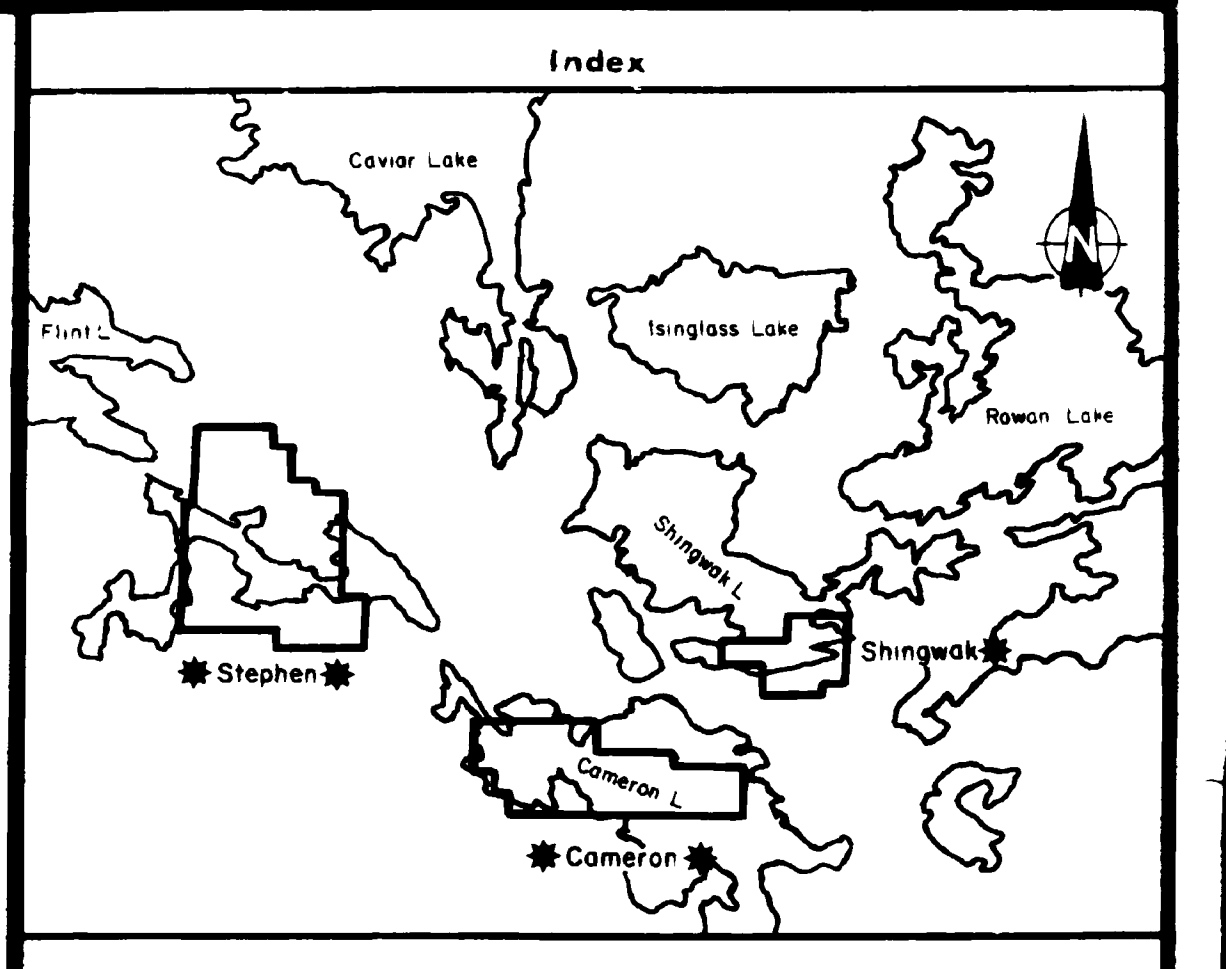 Index
Caviar Lake
N
Flint L
Isinglass Lake
Rowan Lake
Shingwak L
Shingwak
Stephen
Cameron L
Cameron